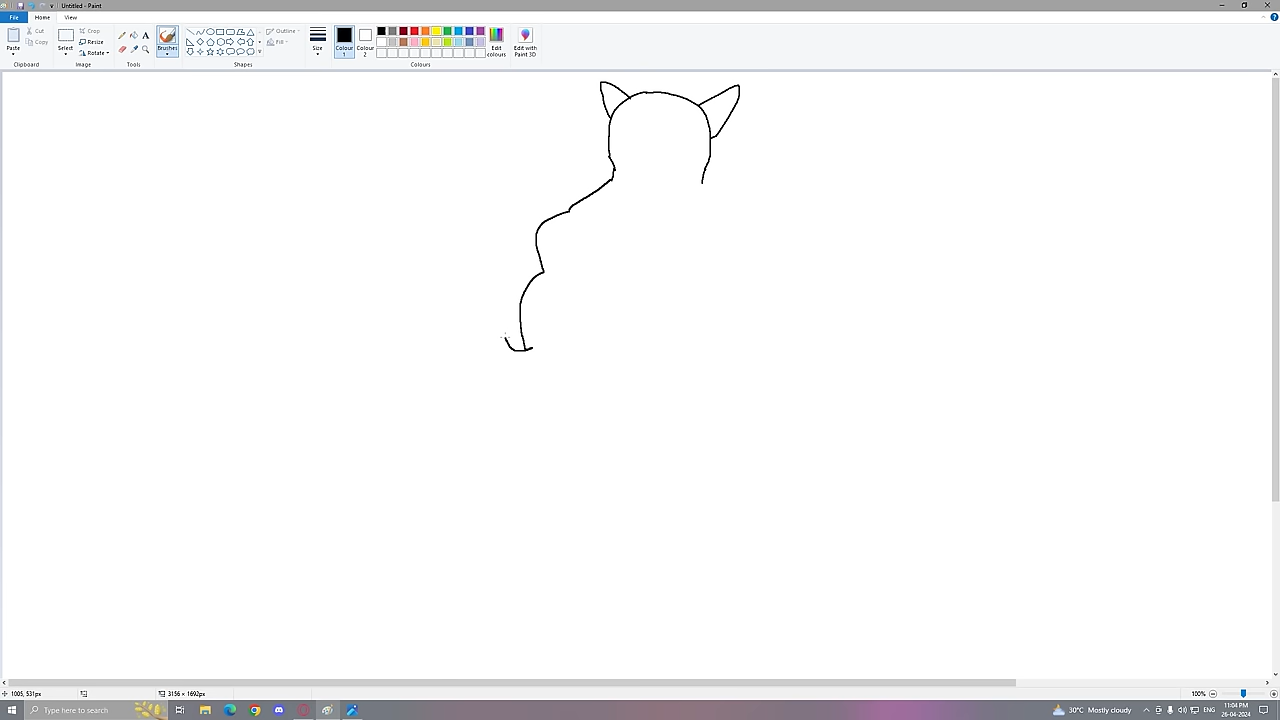 Untitled - Paint
File Home View
Paste
Cut
Copy
Clipboard
Select
Crop
Resize
Rotate
Image
Tools
Brushes
Outline
Fill
Shapes
Size
Colour 1
Colour 2
Edit colours
Colours
Edit with Paint 3D
1005, 531px
3156 × 1692px
100%
Type here to search
30°C Mostly cloudy
ENG
11:04 PM
26-04-2024